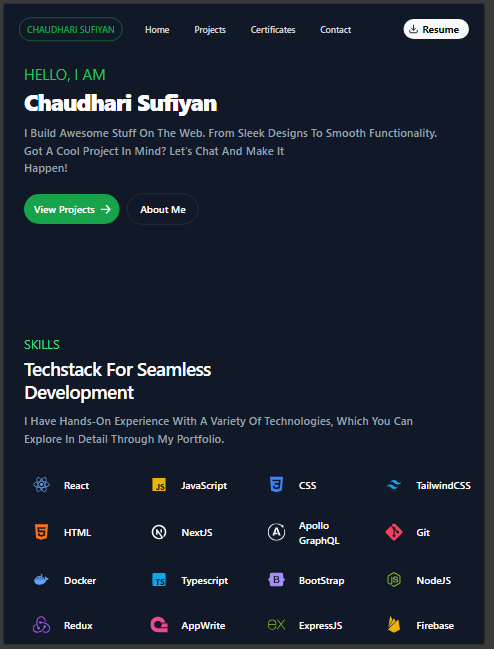 CHAUDHARI SUFIYAN Home Projects Certificates Contact Resume
HELLO, I AM
Chaudhari Sufiyan
I Build Awesome Stuff On The Web. From Sleek Designs To Smooth Functionality.
Got A Cool Project In Mind? Let's Chat And Make It
Happen!
View Projects → About Me
SKILLS
Techstack For Seamless
Development
I Have Hands-On Experience With A Variety Of Technologies, Which You Can
Explore In Detail Through My Portfolio.
React JS JavaScript 3 CSS TailwindCSS
5 HTML N NextJS A Apollo
GraphQL Git
Docker TS Typescript B BootStrap JS NodeJS
Redux AppWrite ex ExpressJS Firebase